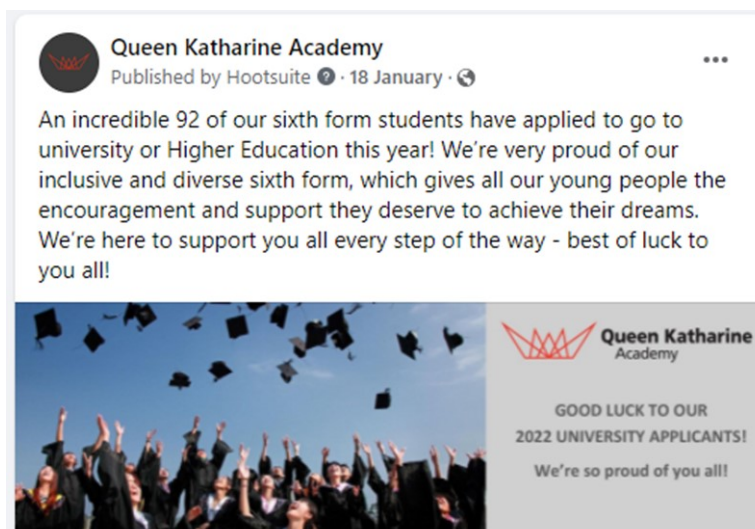 Queen Katharine Academy
Published by Hootsuite · 18 January ·
An incredible 92 of our sixth form students have applied to go to
university or Higher Education this year! We’re very proud of our
inclusive and diverse sixth form, which gives all our young people the
encouragement and support they deserve to achieve their dreams.
We’re here to support you all every step of the way - best of luck to
you all!
Queen Katharine
Academy
GOOD LUCK TO OUR
2022 UNIVERSITY APPLICANTS!
We’re so proud of you all!